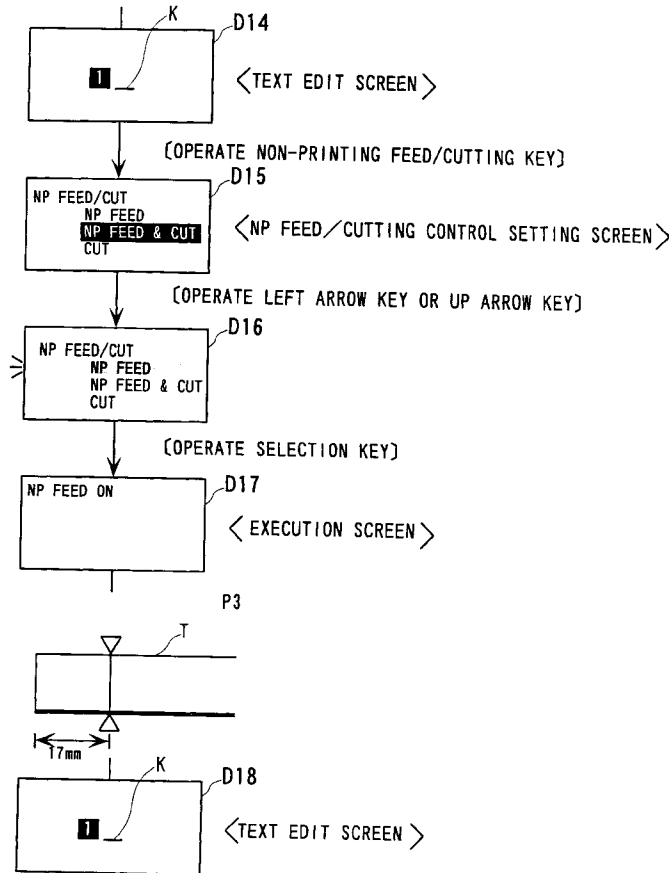 K
D14
1
<TEXT EDIT SCREEN>
[OPERATE NON-PRINTING FEED/CUTTING KEY]
D15
NP FEED/CUT
NP FEED
NP FEED & CUT
CUT
<NP FEED/CUTTING CONTROL SETTING SCREEN>
[OPERATE LEFT ARROW KEY OR UP ARROW KEY]
D16
NP FEED/CUT
NP FEED
NP FEED & CUT
CUT
[OPERATE SELECTION KEY]
D17
NP FEED ON
<EXECUTION SCREEN>
P3
T
17mm
K
D18
1
<TEXT EDIT SCREEN>